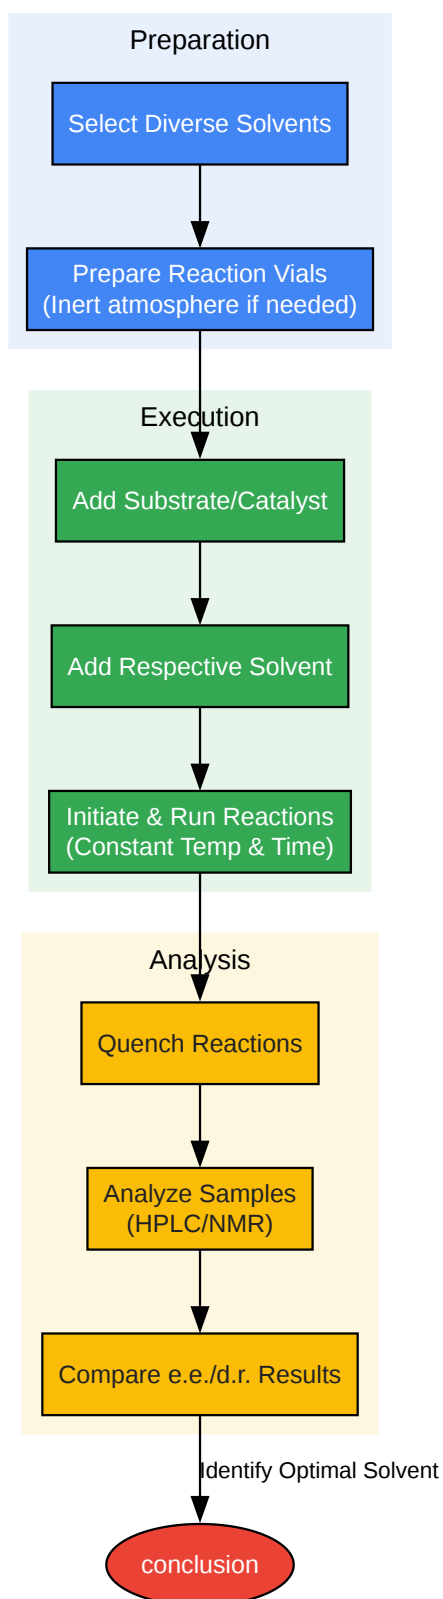 Preparation
Select Diverse Solvents
Prepare Reaction Vials
(Inert atmosphere if needed)
Execution
Add Substrate/Catalyst
Add Respective Solvent
Initiate & Run Reactions
(Constant Temp & Time)
Analysis
Quench Reactions
Analyze Samples
(HPLC/NMR)
Compare e.e./d.r. Results
Identify Optimal Solvent
conclusion